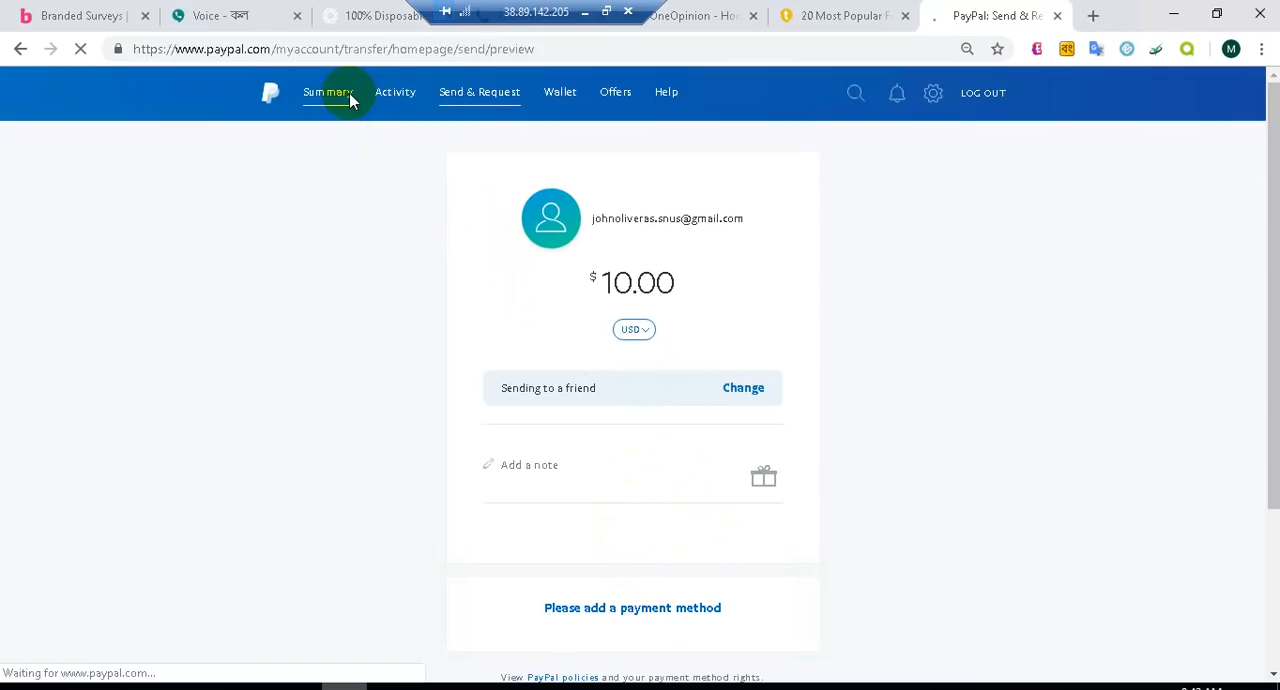 Branded Surveys |
Voice - কল
100% Disposab
38.89.142.205
OneOpinion - Ho
20 Most Popular F
PayPal: Send & Re
https://www.paypal.com/myaccount/transfer/homepage/send/preview
বং
M
Summary Activity Send & Request Wallet Offers Help LOG OUT
johnoliveras.snus@gmail.com
$ 10.00
USD
Sending to a friend Change
Add a note
Please add a payment method
View PayPal policies and your payment method rights.
Waiting for www.paypal.com...